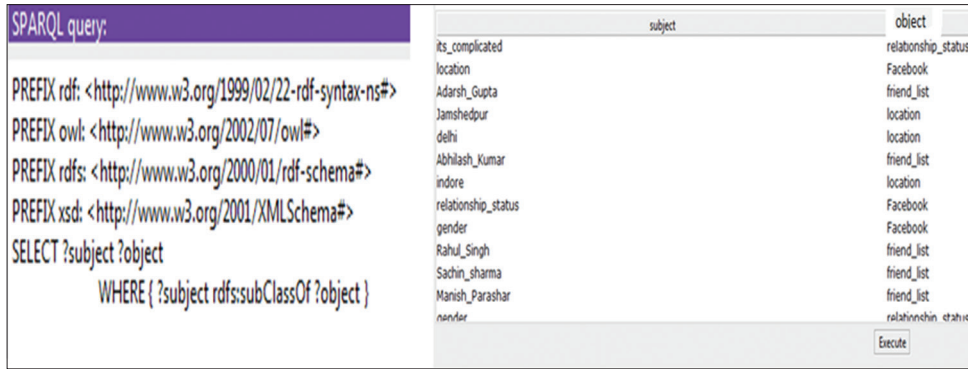 SPARQL query:
PREFIX rdf: <http://www.w3.org/1999/02/22-rdf-syntax-ns#>
PREFIX owl: <http://www.w3.org/2002/07/owl#>
PREFIX rdfs: <http://www.w3.org/2000/01/rdf-schema#>
PREFIX xsd: <http://www.w3.org/2001/XMLSchema#>
SELECT ?subject ?object
WHERE { ?subject rdfs:subClassOf ?object }
subject object
its_complicated relationship_status
location Facebook
Adarsh_Gupta friend_list
Jamshedpur location
delhi location
Abhilash_Kumar friend_list
indore location
relationship_status Facebook
gender Facebook
Rahul_Singh friend_list
Sachin_sharma friend_list
Manish_Parashar friend_list
gender relationship_status
Execute